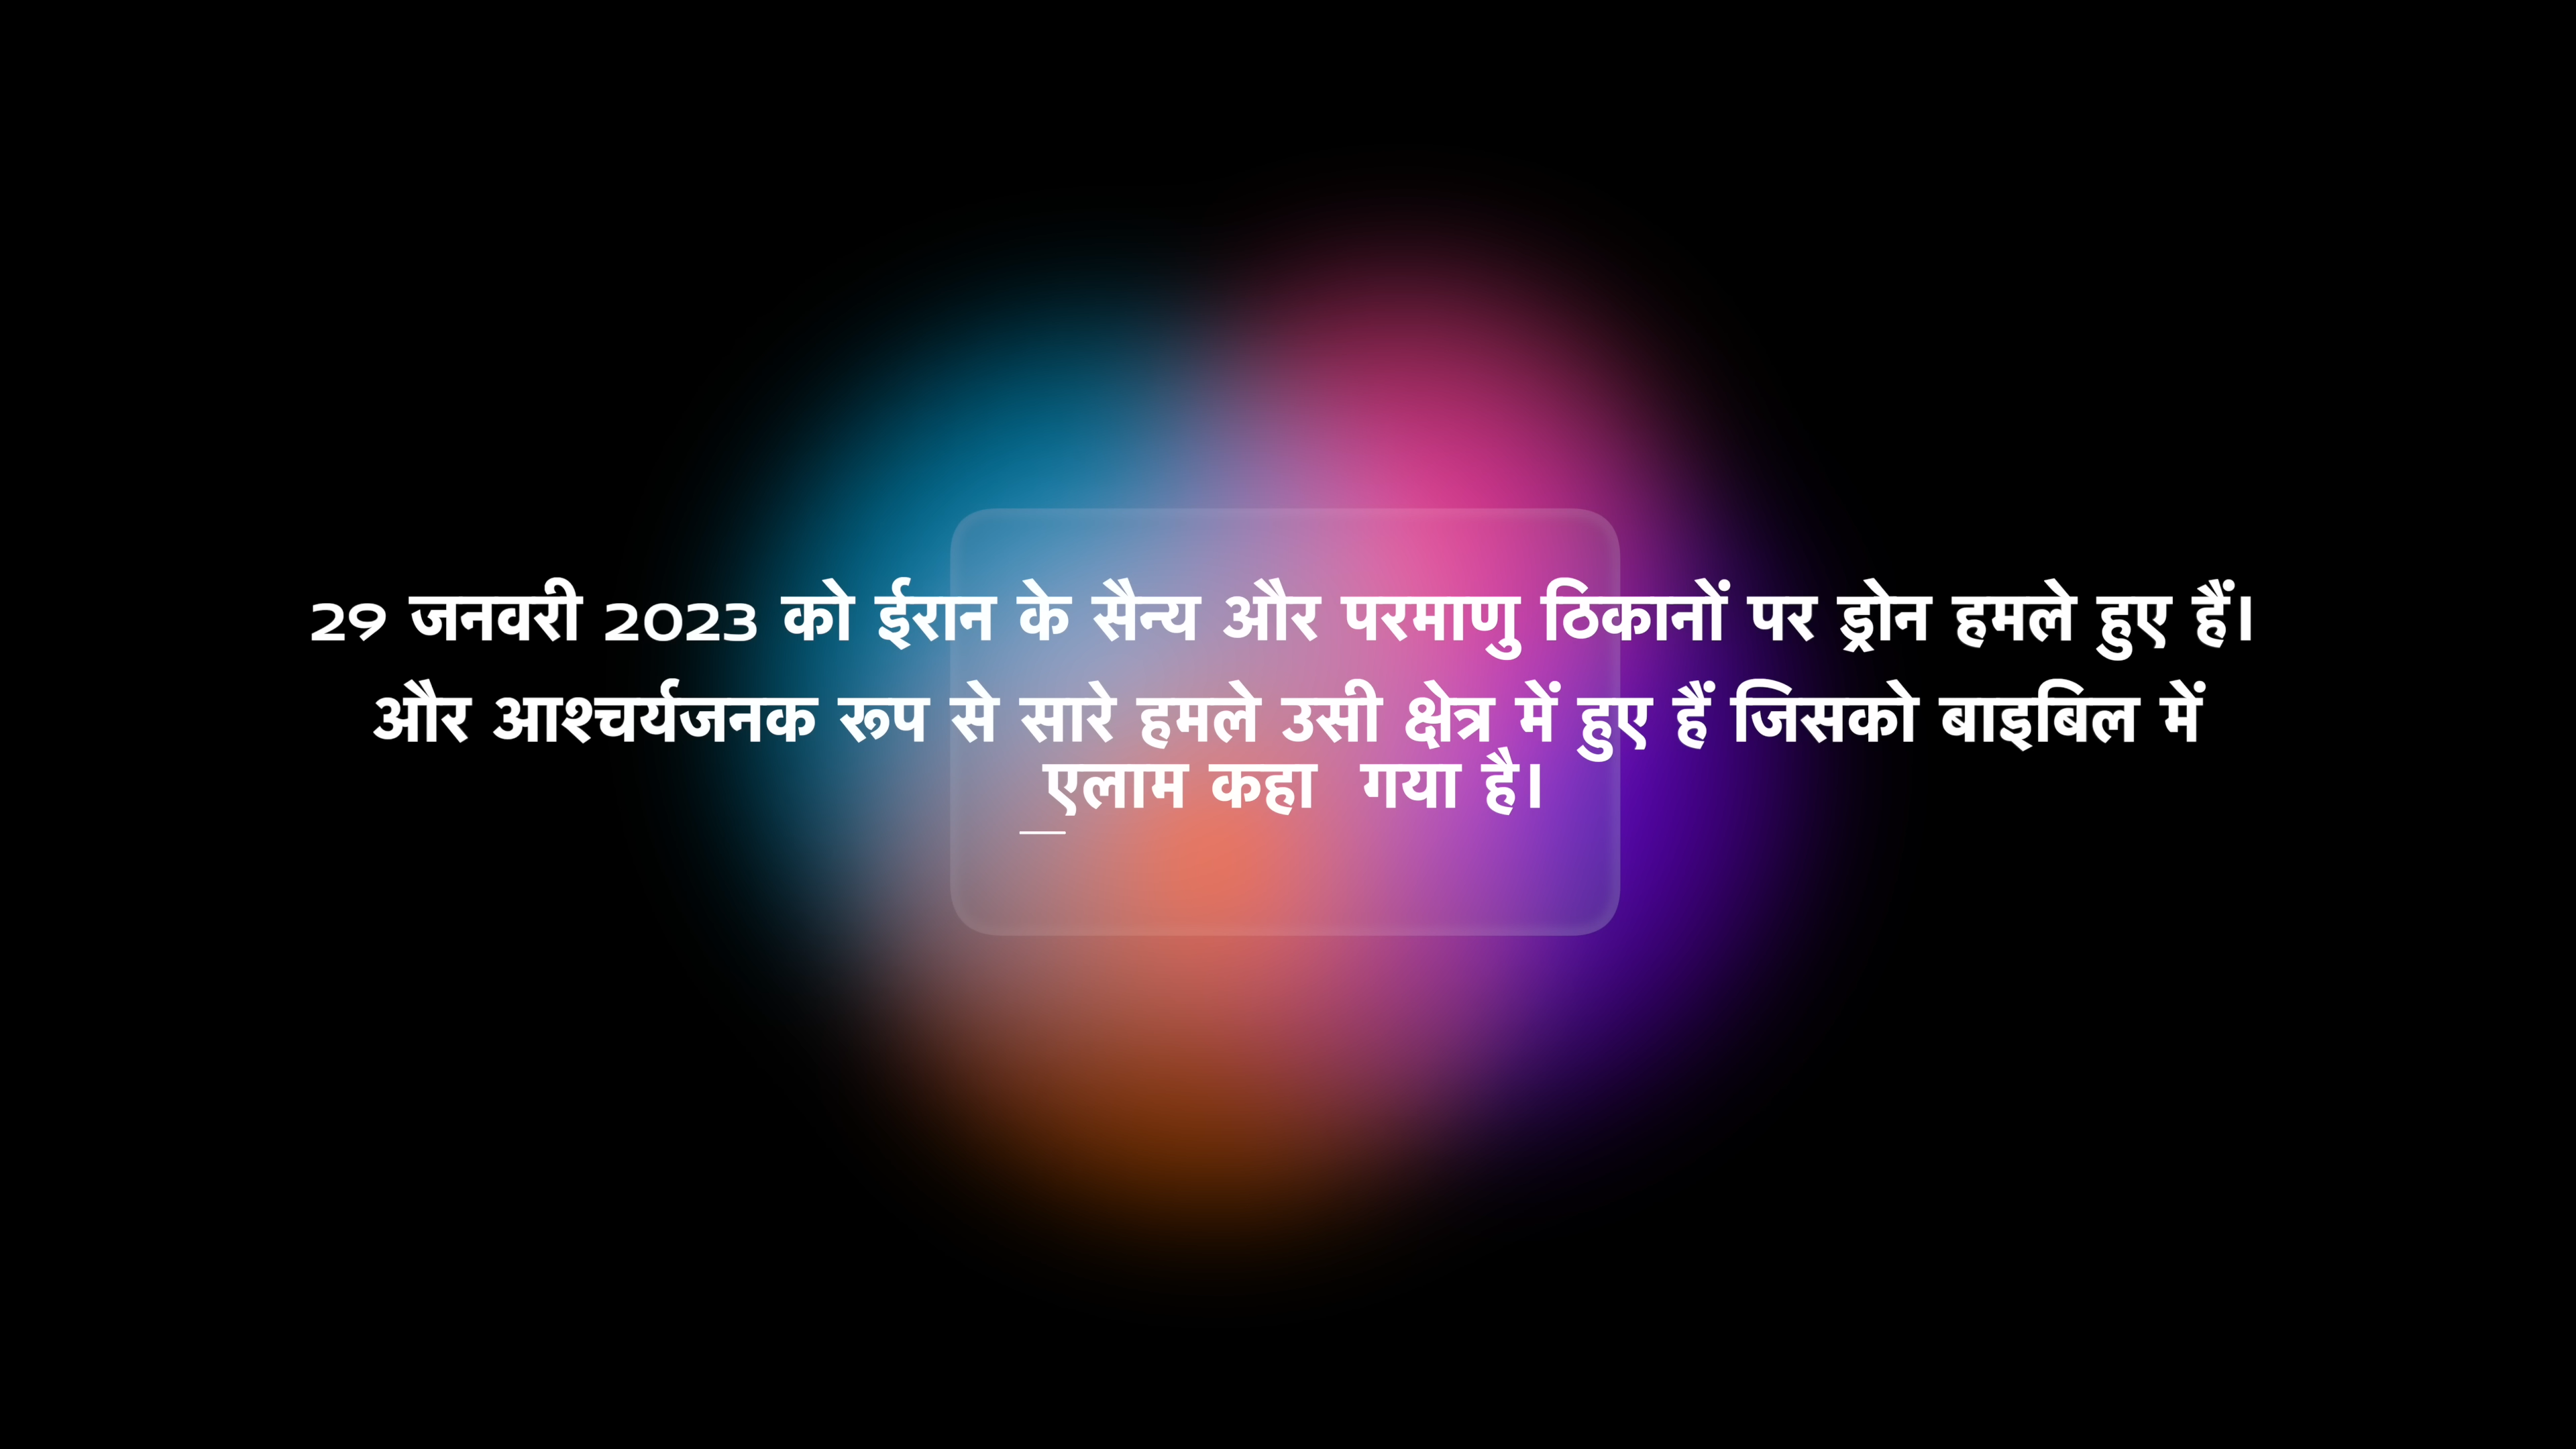 29 जनवरी 2023 को ईरान के सैन्य और परमाणु ठिकानों पर ड्रोन हमले हुए हैं।
और आश्चर्यजनक रूप से सारे हमले उसी क्षेत्र में हुए हैं जिसको बाइबिल में
एलाम कहा  गया है।